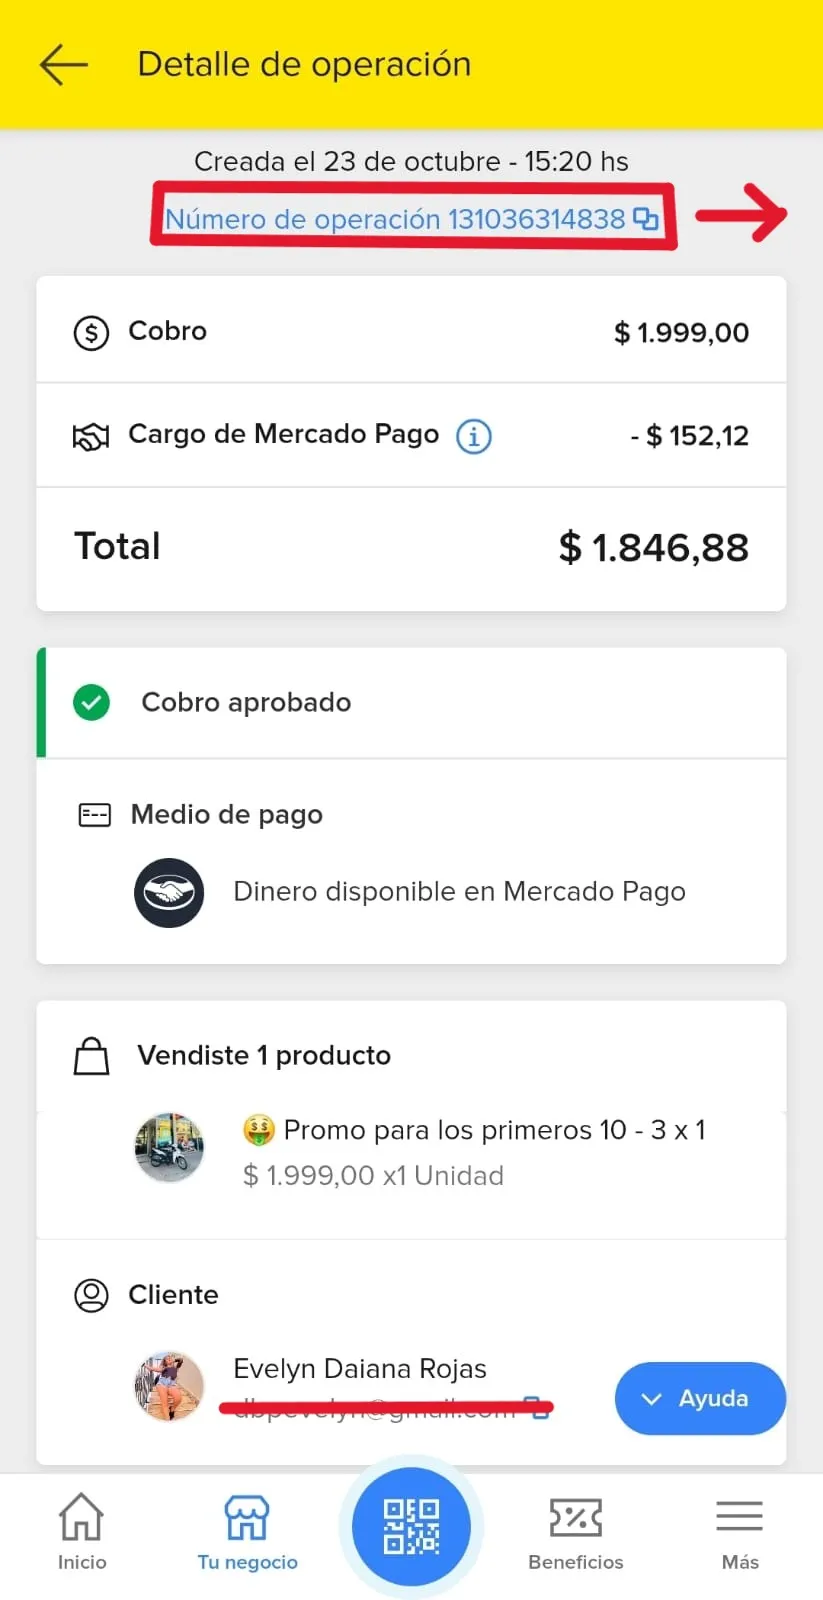 Detalle de operación
Creada el 23 de octubre - 15:20 hs
Número de operación 131036314838
Cobro $ 1.999,00
Cargo de Mercado Pago - $ 152,12
Total $ 1.846,88
Cobro aprobado
Medio de pago
Dinero disponible en Mercado Pago
Vendiste 1 producto
🤑 Promo para los primeros 10 - 3 x 1
$ 1.999,00 x1 Unidad
Cliente
Evelyn Daiana Rojas
Ayuda
Inicio
Tu negocio
Beneficios
Más